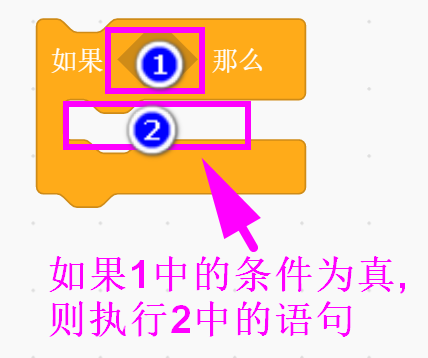 如果 1 那么
2
如果1中的条件为真,
则执行2中的语句